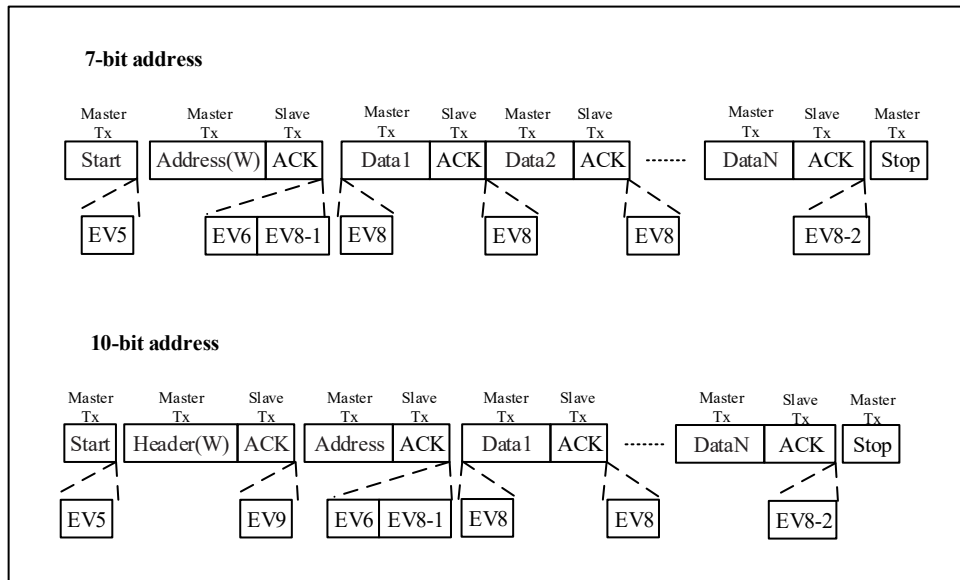 7-bit address
Master Tx Master Tx Slave Tx Master Tx Slave Tx Master Tx Slave Tx Master Tx Slave Tx Master Tx
Start Address(W) ACK Data1 ACK Data2 ACK DataN ACK Stop
EV5 EV6 EV8-1 EV8 EV8 EV8 EV8-2
10-bit address
Master Tx Master Tx Slave Tx Master Tx Slave Tx Master Tx Slave Tx Master Tx Slave Tx Master Tx
Start Header(W) ACK Address ACK Data1 ACK DataN ACK Stop
EV5 EV9 EV6 EV8-1 EV8 EV8 EV8-2